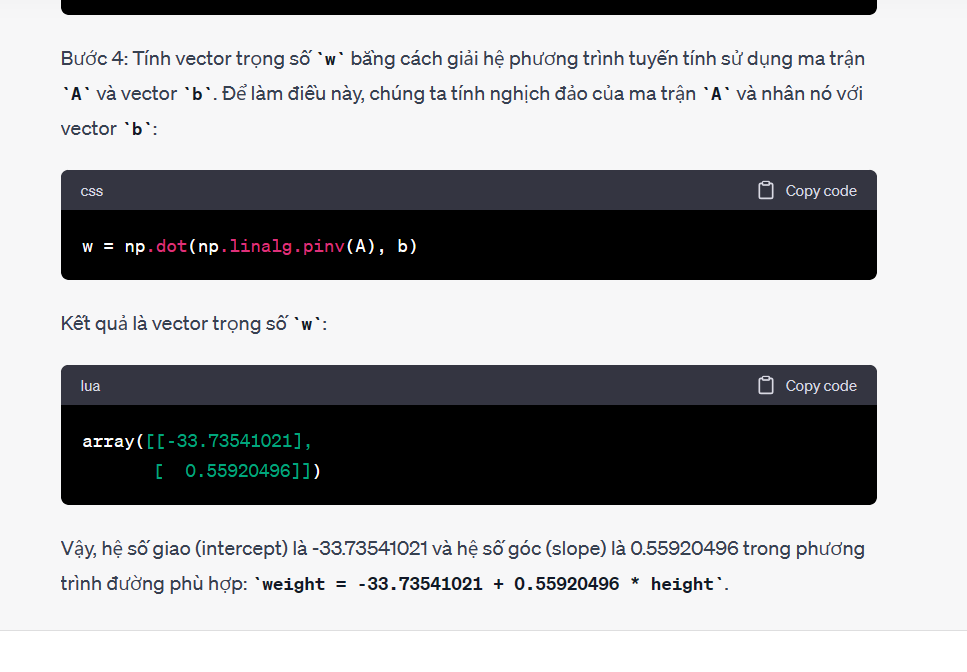 Bước 4: Tính vector trọng số `w` bằng cách giải hệ phương trình tuyến tính sử dụng ma trận
`A` và vector `b`. Để làm điều này, chúng ta tính nghịch đảo của ma trận `A` và nhân nó với
vector `b`:
css Copy code
w = np.dot(np.linalg.pinv(A), b)
Kết quả là vector trọng số `w`:
lua Copy code
array([[-33.73541021],
       [  0.55920496]])
Vậy, hệ số giao (intercept) là -33.73541021 và hệ số góc (slope) là 0.55920496 trong phương
trình đường phù hợp: `weight = -33.73541021 + 0.55920496 * height`.